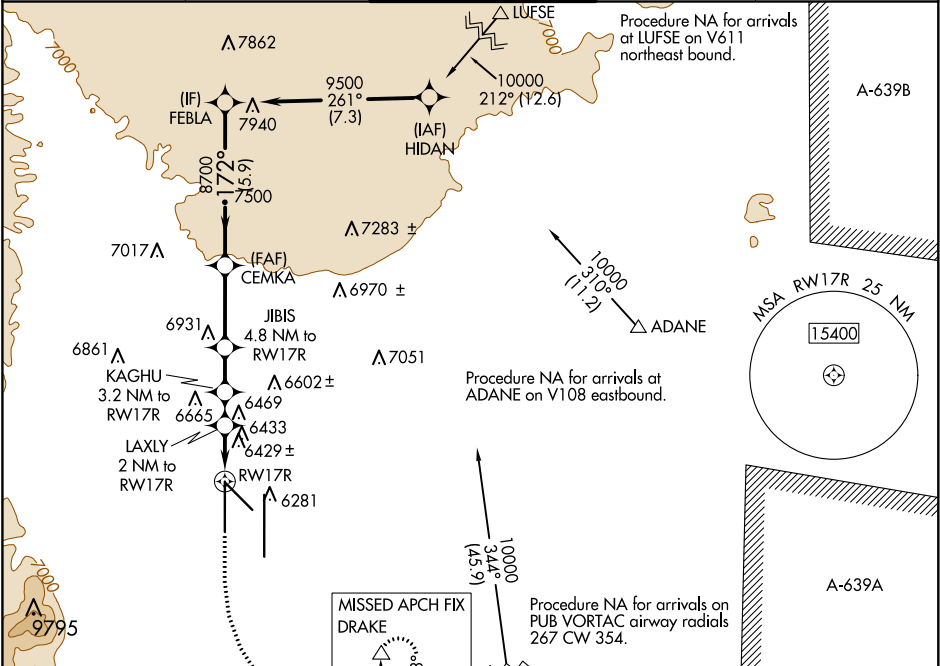 LUFSE
7000
Procedure NA for arrivals
at LUFSE on V611
northeast bound.
7862
A-639B
10000
212° (12.6)
9500
261°
(7.3)
(IF)
FEBLA
7940
(IAF)
HIDAN
8700
172°
(5.9)
7500
7283 ±
7017
(FAF)
CEMKA
10000
310°
(11.2)
6970 ±
MSA RW17R 25 NM
15400
ADANE
6931
JIBIS
4.8 NM to
RW17R
6861
7051
KAGHU
3.2 NM to
RW17R
6602 ±
Procedure NA for arrivals at
ADANE on V108 eastbound.
6665
6469
6433
6429 ±
LAXLY
2 NM to
RW17R
RW17R
6281
10000
344°
(45.9)
7000
9795
A-639A
MISSED APCH FIX
DRAKE
Procedure NA for arrivals on
PUB VORTAC airway radials
267 CW 354.